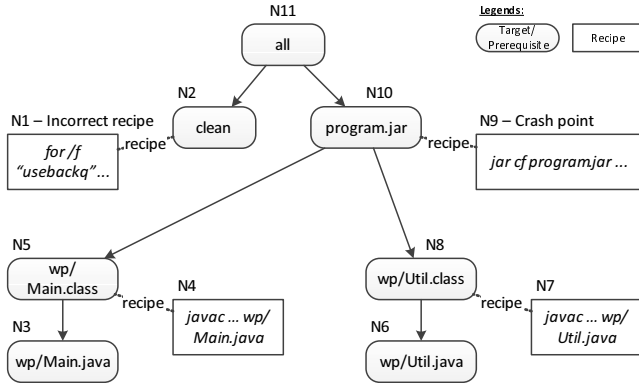 N11
Legends:
Target/
Prerequisite
Recipe
all
N2
N10
N1 – Incorrect recipe
clean
program.jar
N9 – Crash point
for /f
“usebackq” ...
recipe
recipe
jar cf program.jar ...
N5
N8
wp/
Main.class
N4
wp/Util.class
N7
recipe
recipe
javac ... wp/
Main.java
javac ... wp/
Util.java
N3
N6
wp/Main.java
wp/Util.java